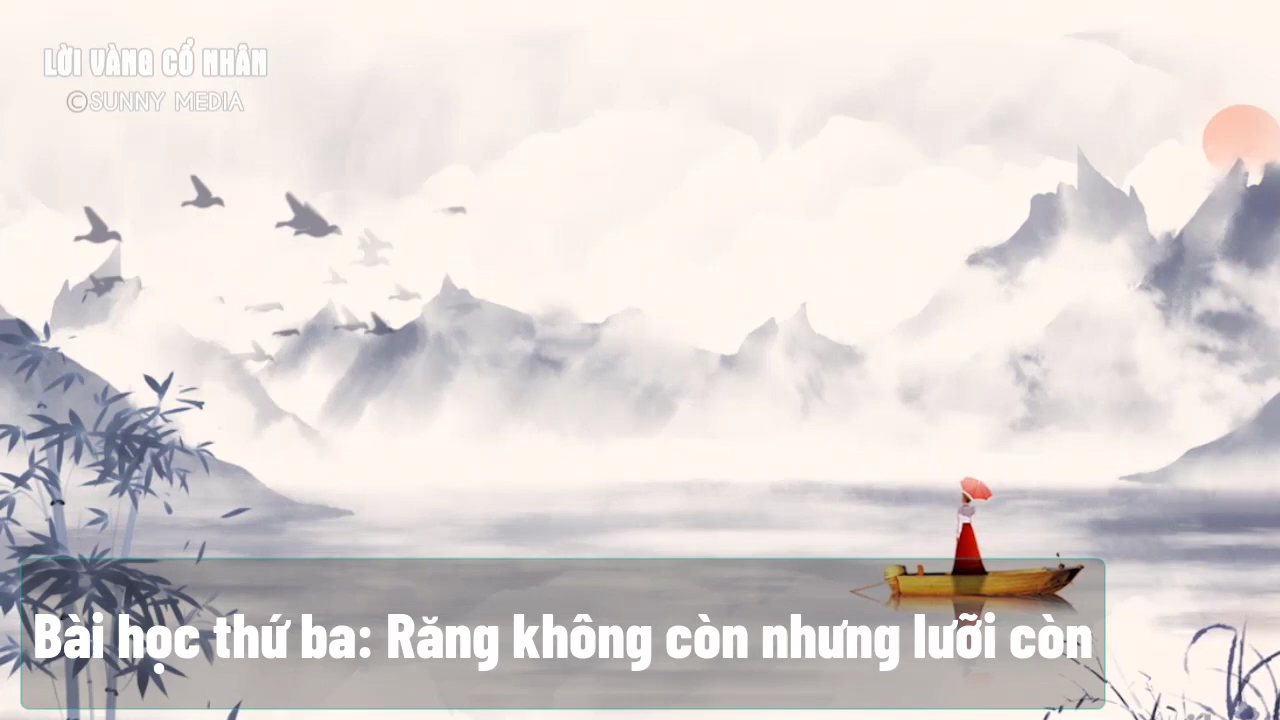 LỜI VÀNG CỔ NHÂN
©SUNNY MEDIA
Bài học thứ ba: Răng không còn nhưng lưỡi còn